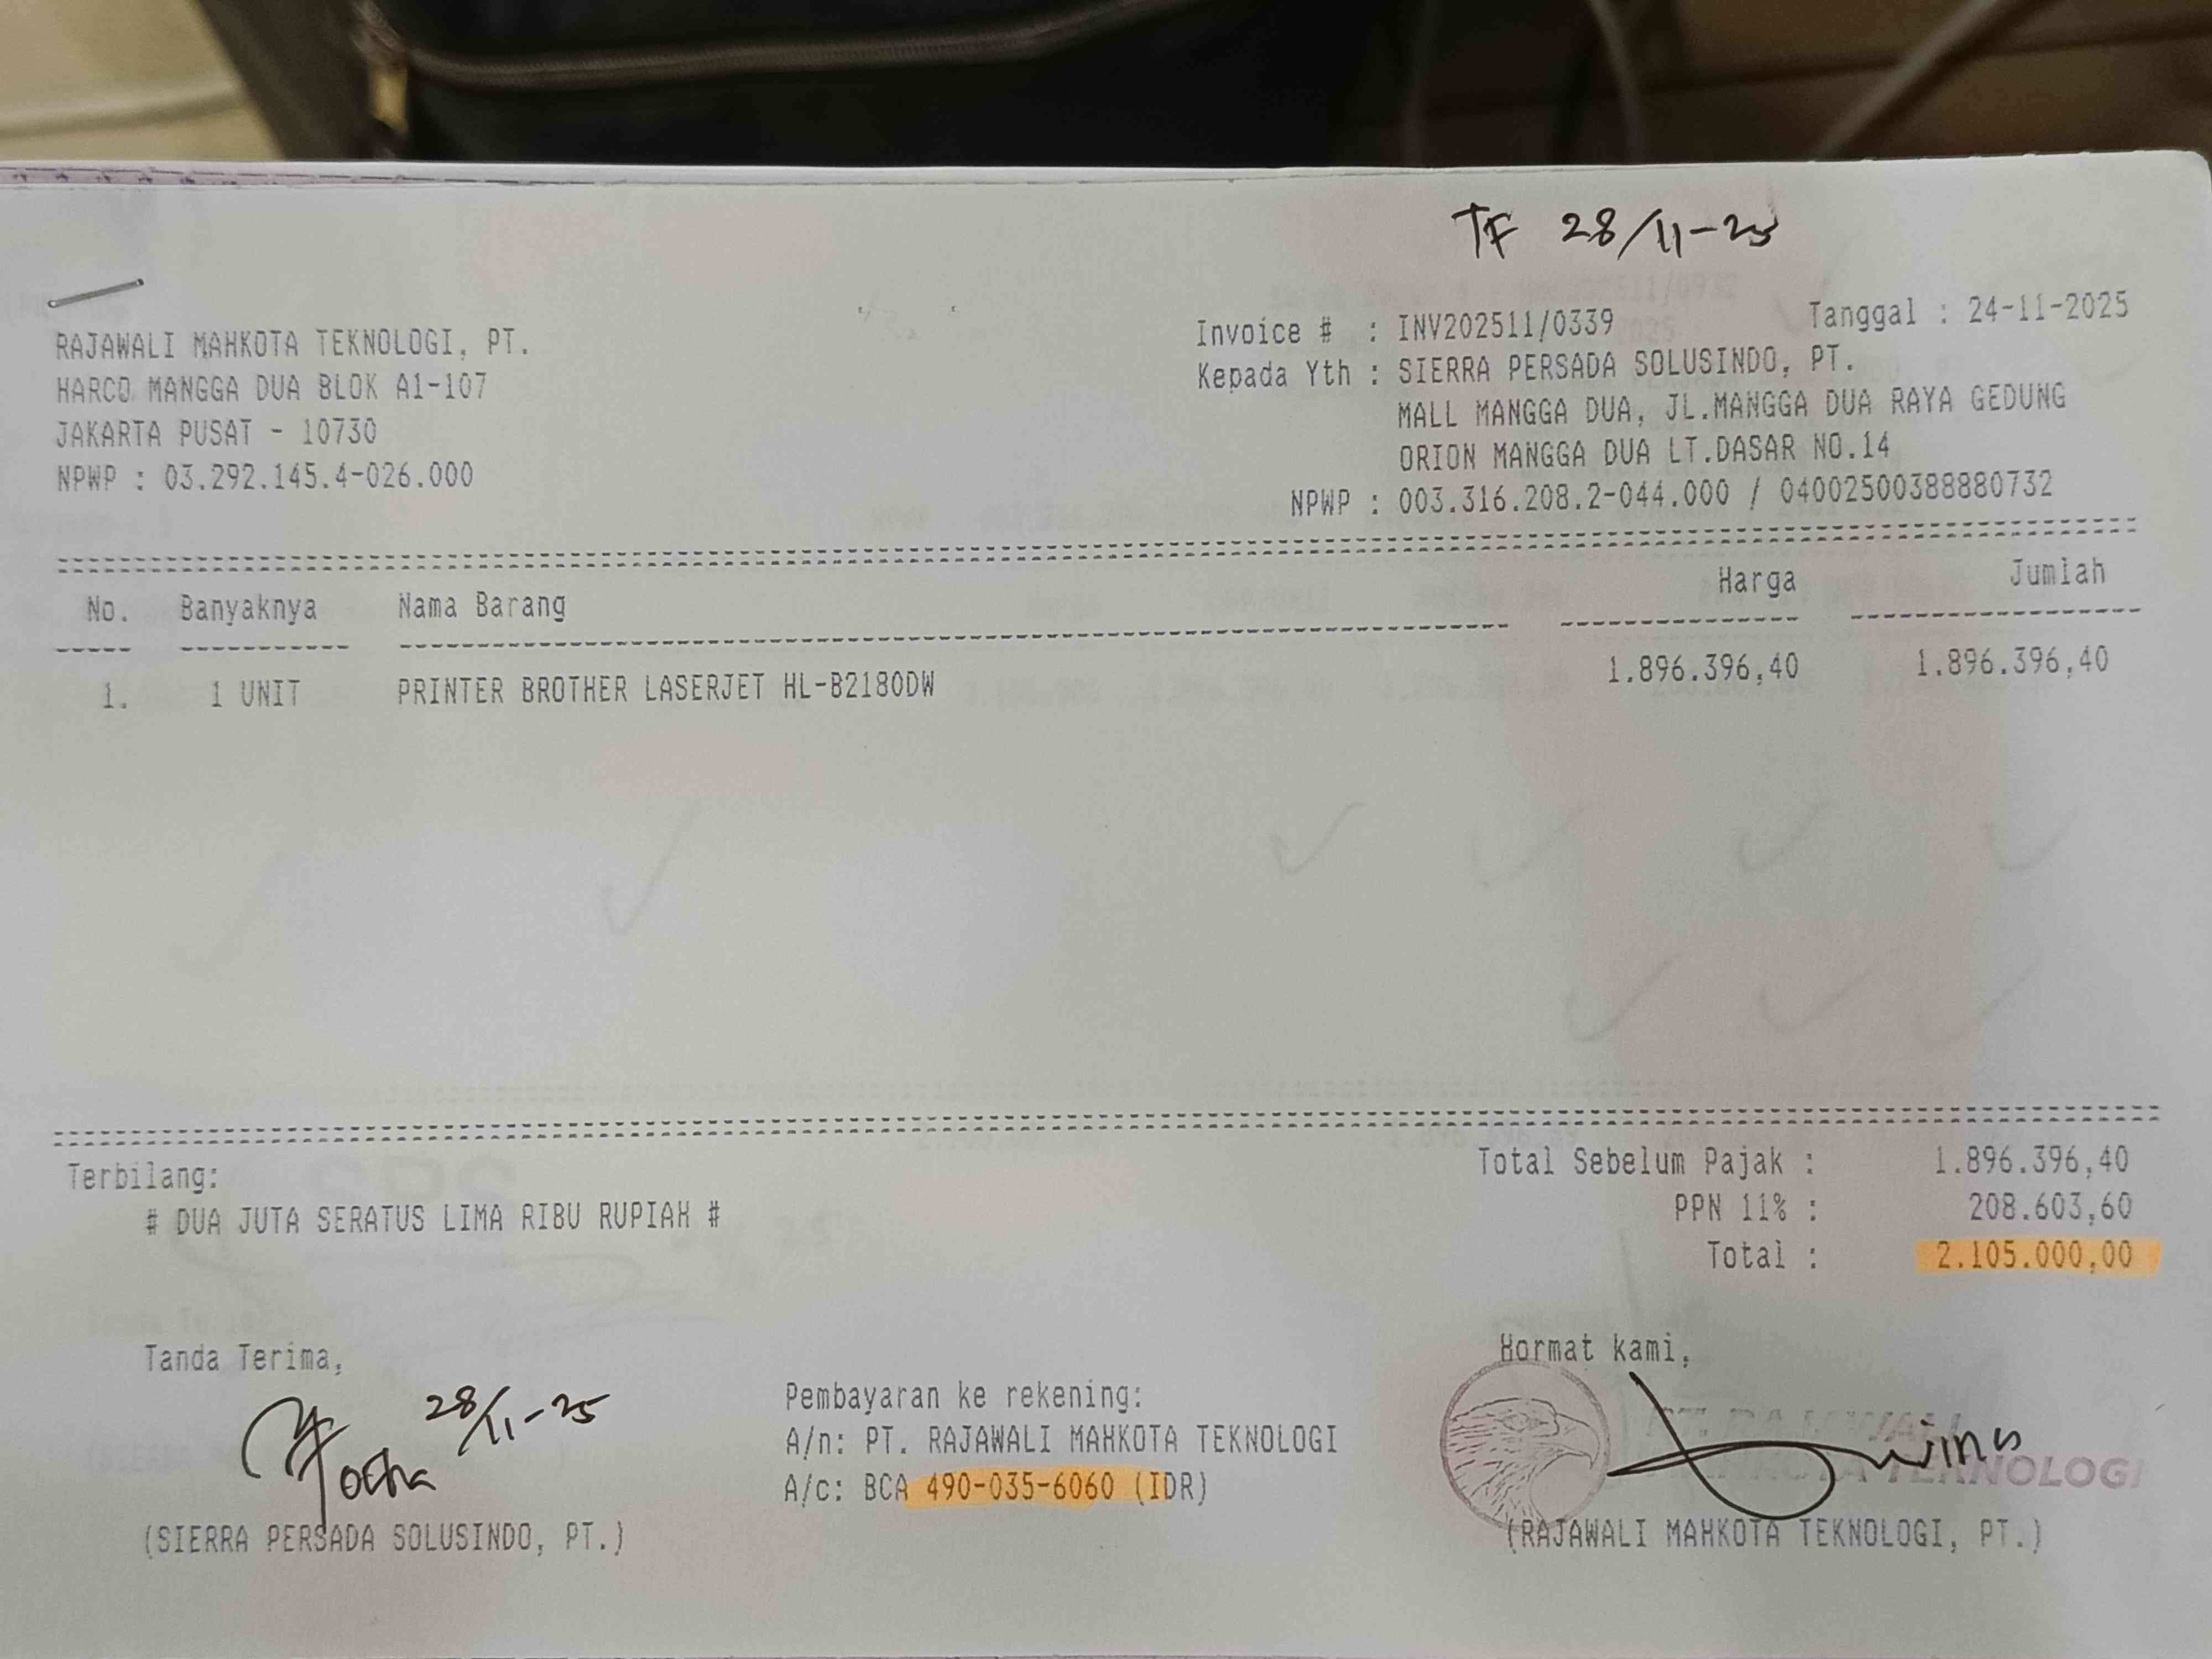 TF 28/11-25
RAJAWALI MAHKOTA TEKNOLOGI, PT.
HARCO MANGGA DUA BLOK A1-107
JAKARTA PUSAT - 10730
NPWP : 03.292.145.4-026.000
Invoice # : INV202511/0339 Tanggal : 24-11-2025
Kepada Yth : SIERRA PERSADA SOLUSINDO, PT.
MALL MANGGA DUA, JL.MANGGA DUA RAYA GEDUNG
ORION MANGGA DUA LT.DASAR NO.14
NPWP : 003.316.208.2-044.000 / 04002500388880732
No. Banyaknya Nama Barang Harga Jumlah
1. 1 UNIT PRINTER BROTHER LASERJET HL-B2180DW 1.896.396,40 1.896.396,40
Terbilang:
# DUA JUTA SERATUS LIMA RIBU RUPIAH #
Total Sebelum Pajak : 1.896.396,40
PPN 11% : 208.603,60
Total : 2.105.000,00
Tanda Terima,
28/11-25
(SIERRA PERSADA SOLUSINDO, PT.)
Pembayaran ke rekening:
A/n: PT. RAJAWALI MAHKOTA TEKNOLOGI
A/c: BCA 490-035-6060 (IDR)
Hormat kami,
PT. RAJAWALI
MAHKOTA TEKNOLOGI
(RAJAWALI MAHKOTA TEKNOLOGI, PT.)